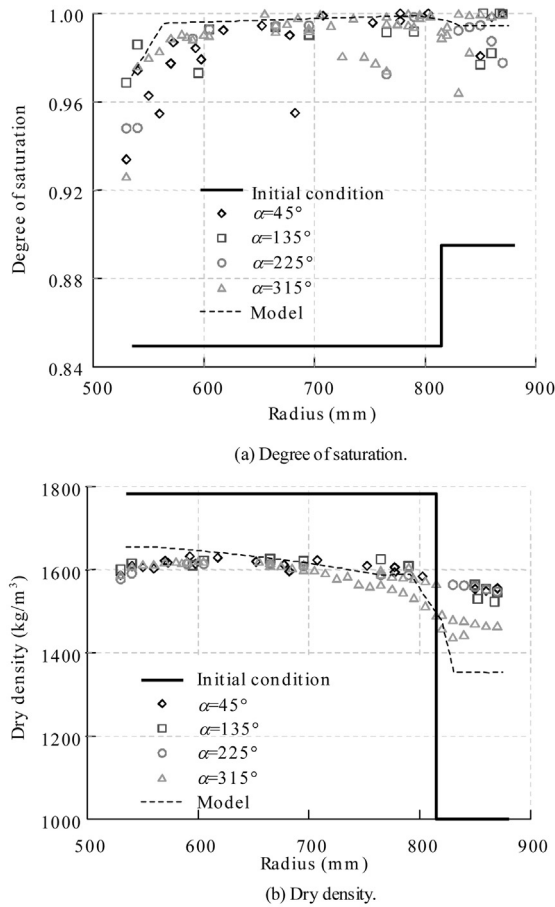 1.00
0.96
0.92
0.88
0.84
Degree of saturation
Initial condition
α=45°
α=135°
α=225°
α=315°
Model
500 600 700 800 900
Radius (mm)
(a) Degree of saturation.
1800
1600
1400
1200
1000
Dry density (kg/m³)
Initial condition
α=45°
α=135°
α=225°
α=315°
Model
500 600 700 800 900
Radius (mm)
(b) Dry density.